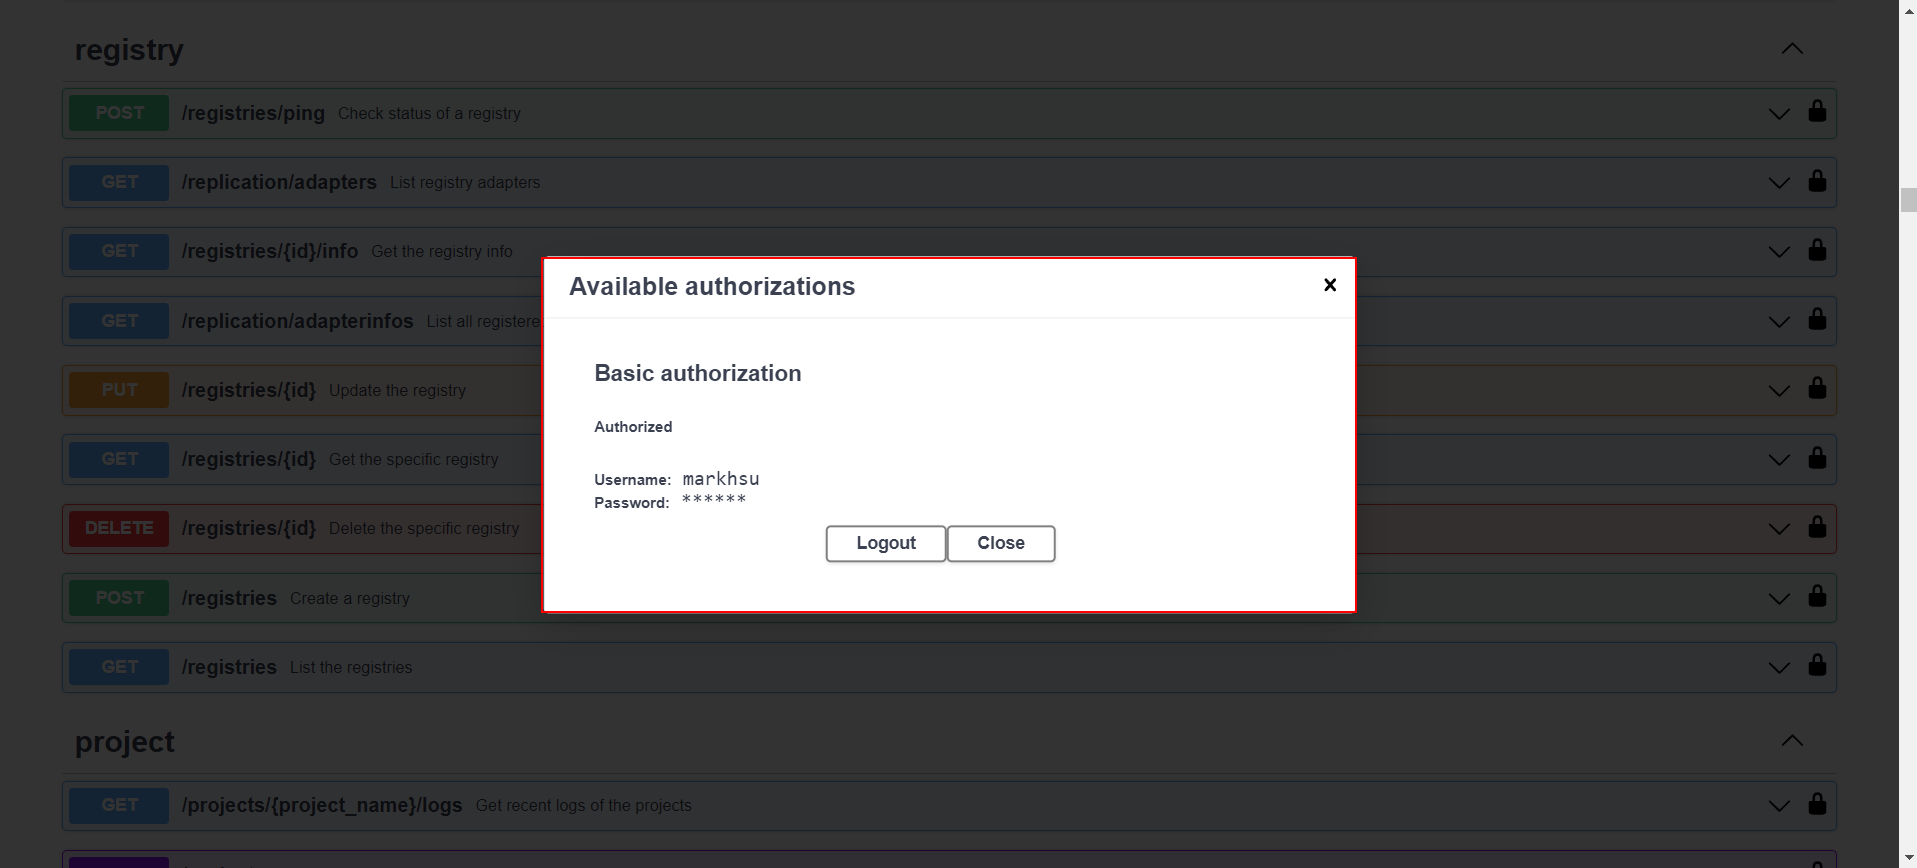 registry
POST /registries/ping Check status of a registry
GET /replication/adapters List registry adapters
GET /registries/{id}/info Get the registry info
GET /replication/adapterinfos List all registere
PUT /registries/{id} Update the registry
GET /registries/{id} Get the specific registry
DELETE /registries/{id} Delete the specific registry
POST /registries Create a registry
GET /registries List the registries
project
GET /projects/{project_name}/logs Get recent logs of the projects
Available authorizations
Basic authorization
Authorized
Username: markhsu
Password: ******
Logout Close